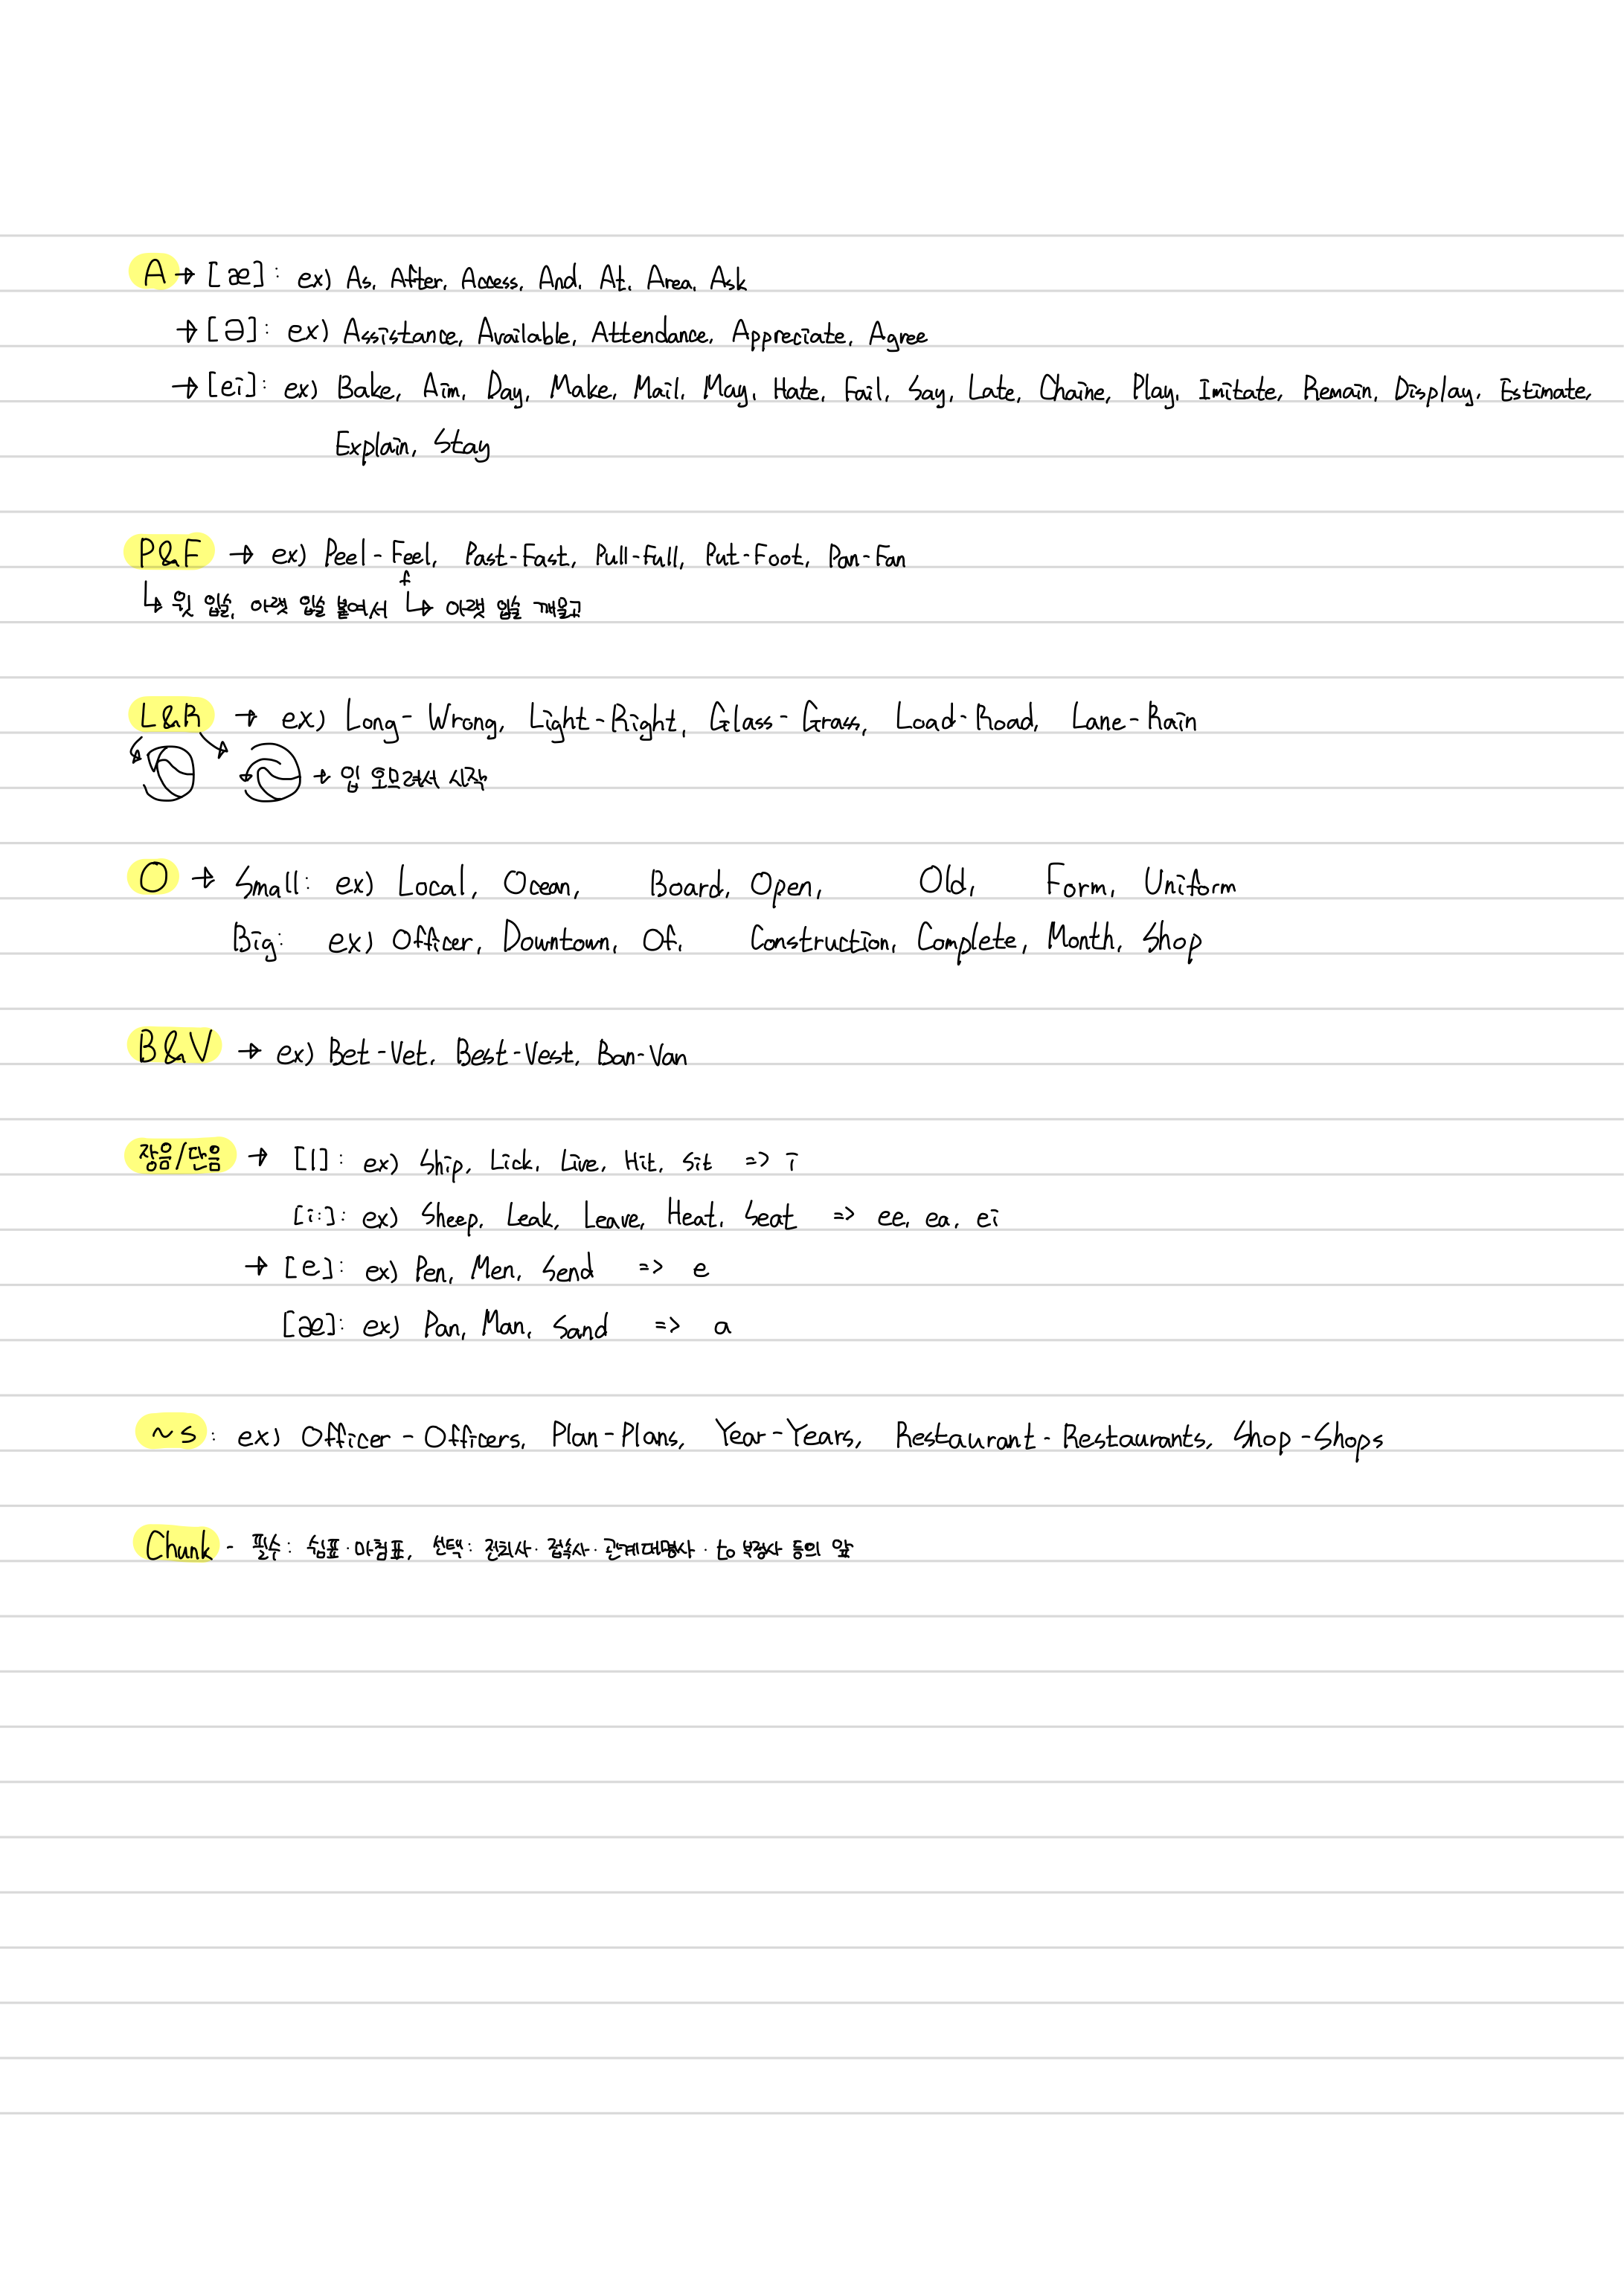 A → [æ] : ex) As, After, Access, And, At, Area, Ask
→ [ə] : ex) Assistance, Available, Attendance, Appreciate, Agree
→ [ei] : ex) Bake, Aim, Day, Make, Mail, May, Hate, Fail, Say, Late, Chaine, Play, Imitate, Remain, Display, Estimate,
Explain, Stay
P&F → ex) Peel-Feel, Past-Fast, Pull-Full, Put-Foot, Pan-Fan
f
↳ 윗 입술, 아랫 입술 붙여서 ↳ 아랫 입술 깨물고
L&R → ex) Long-Wrong, Light-Right, Glass-Grass, Load-Road, Lane-Rain
→ 입 오므려서 시작
O → Small: ex) Local, Ocean, Board, Open, Old, Form, Uniform
Big: ex) Officer, Downtown, Of, Construction, Complete, Month, Shop
B&V → ex) Bet-Vet, Best-Vest, Ban-Van
장음/단음 → [I] : ex) Ship, Lick, Live, Hit, Sit => i
[i:] : ex) Sheep, Leak, Leave, Heat, Seat => ee, ea, ei
→ [e] : ex) Pen, Men, Send => e
[æ] : ex) Pan, Man, Sand => a
~s : ex) Officer-Officers, Plan-Plans, Year-Years, Restaurant-Restaurants, Shop-Shops
Chunk - 필수: 쉼표·마침표, 선택: 전치사·접속사·관계대명사·to 부정사 등의 앞